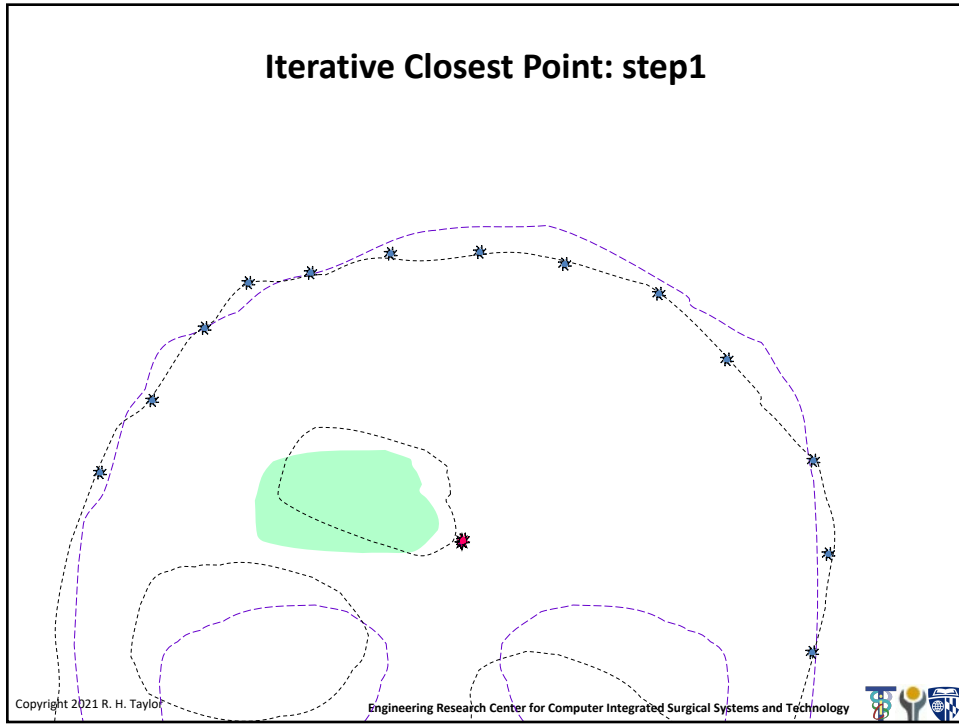 Iterative Closest Point: step1
Copyright 2021 R. H. Taylor
Engineering Research Center for Computer Integrated Surgical Systems and Technology